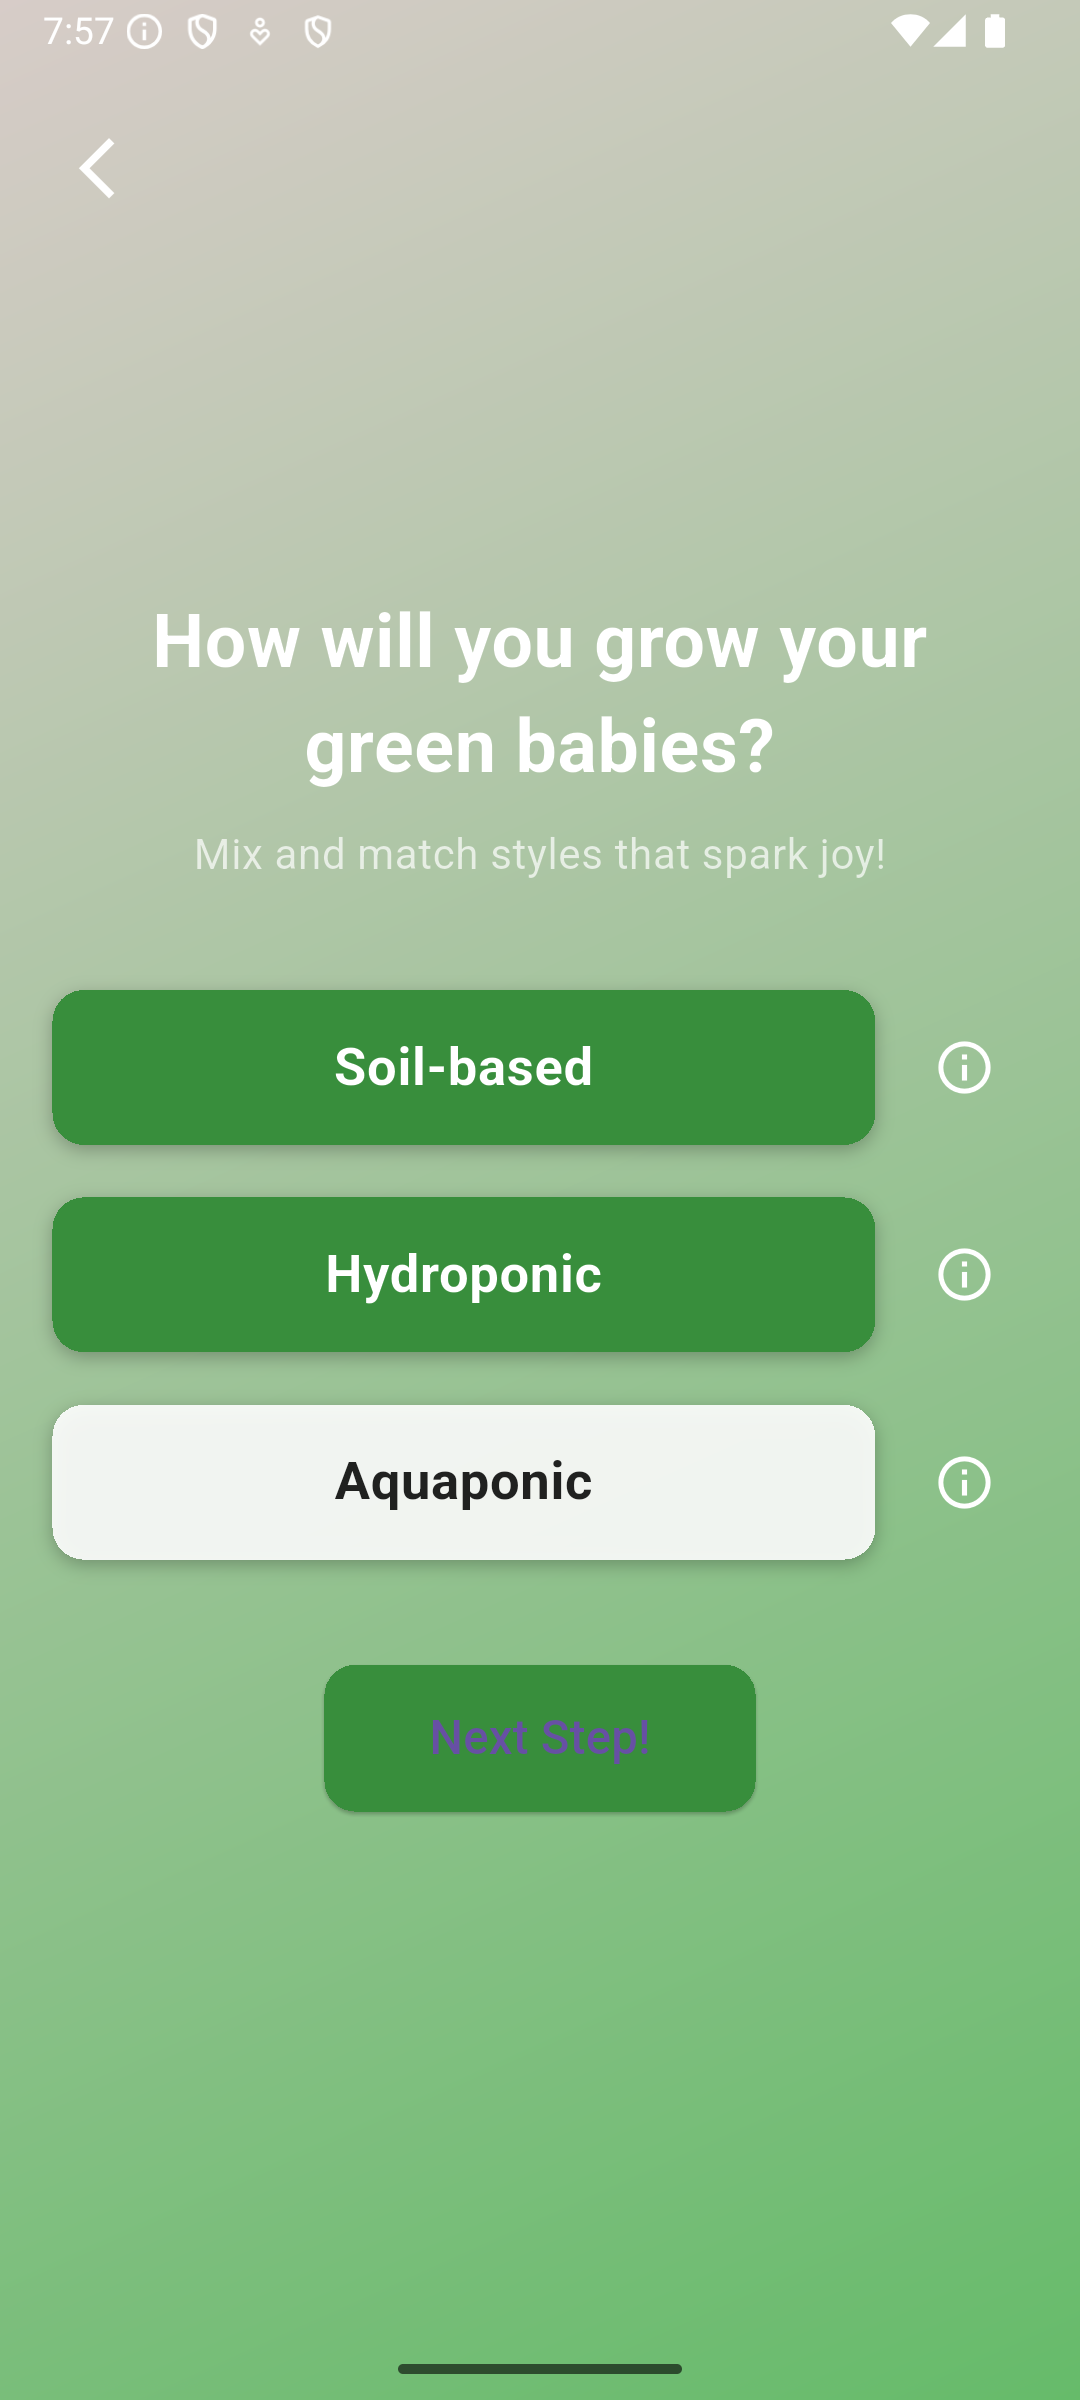 7:57
How will you grow your
green babies?
Mix and match styles that spark joy!
Soil-based
Hydroponic
Aquaponic
Next Step!